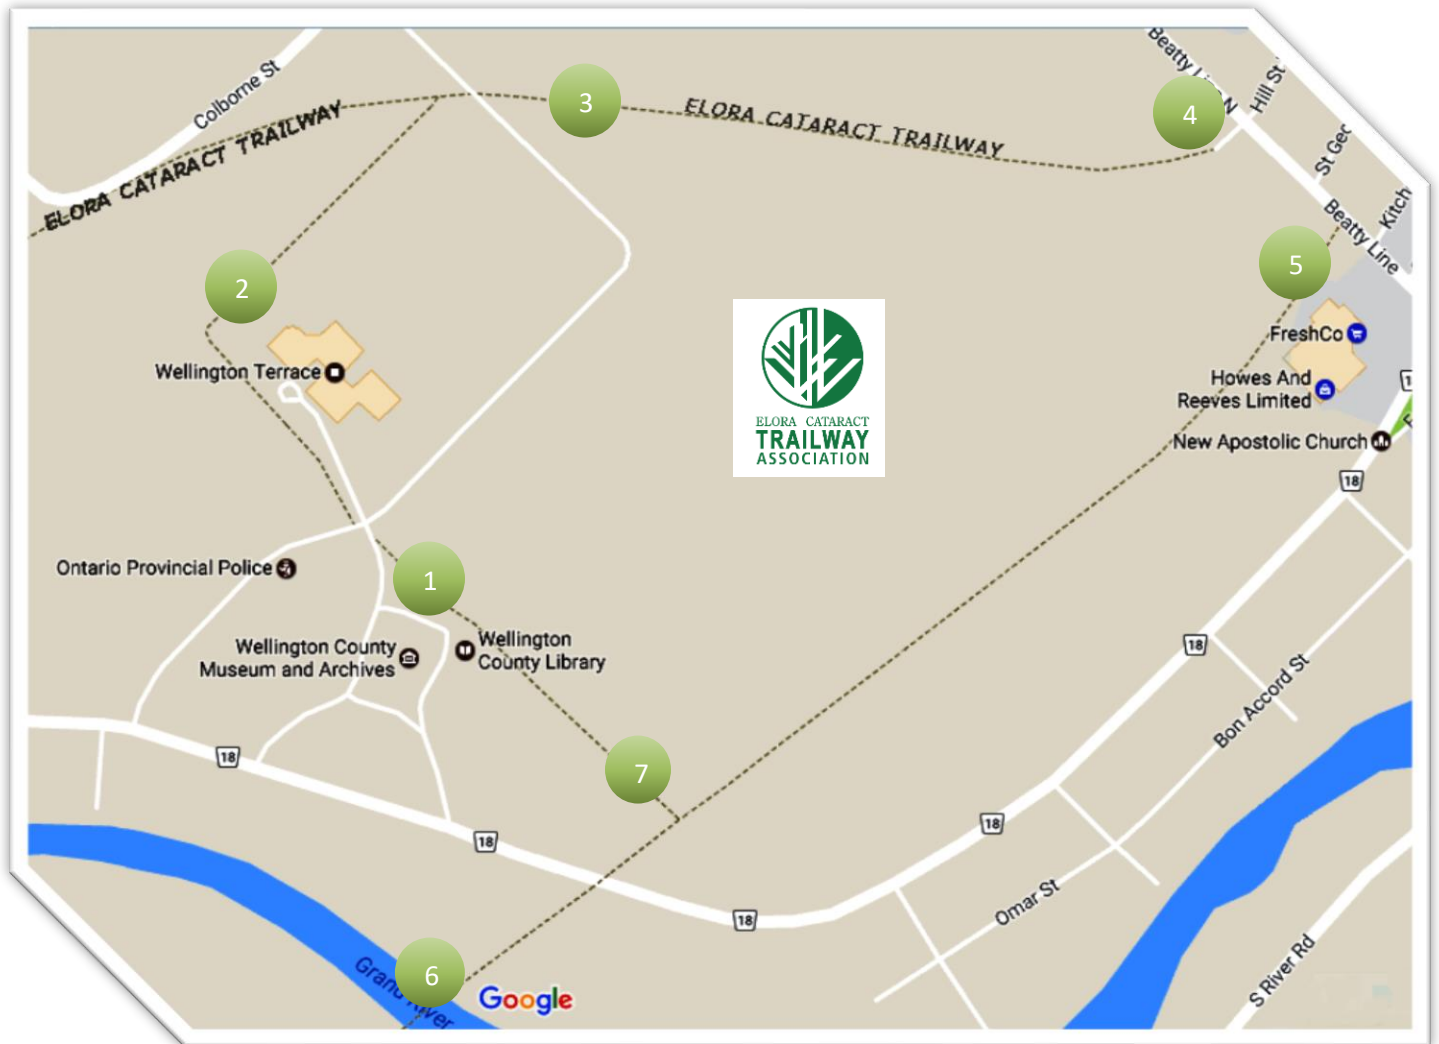 Colborne St
ELORA CATARACT TRAILWAY
3
ELORA CATARACT TRAILWAY
4
Beatty Li
N
Hill St
St Geo
Kitch
Beatty Line
2
5
FreshCo
Howes And
Reeves Limited
New Apostolic Church
18
Wellington Terrace
ELORA CATARACT
TRAILWAY
ASSOCIATION
Ontario Provincial Police
1
Wellington County
Museum and Archives
Wellington
County Library
18
Bon Accord St
18
7
18
18
Omar St
18
S River Rd
Grand River
6
Google